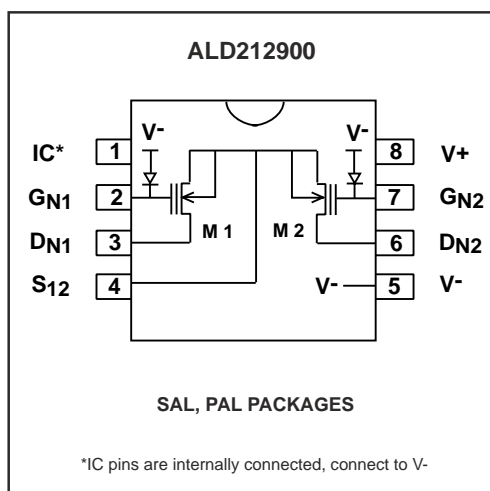 ALD212900
V- V-
IC* 1 8 V+
GN1 2 7 GN2
M 1 M 2
DN1 3 6 DN2
S12 4 V- 5 V-
SAL, PAL PACKAGES
*IC pins are internally connected, connect to V-